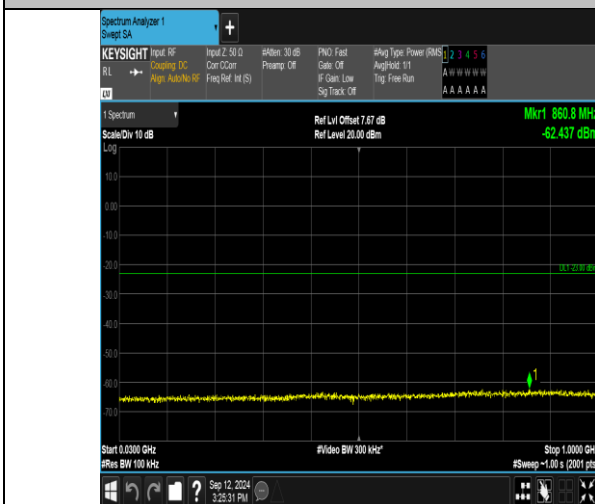 Spectrum Analyzer 1
Swept SA
+
KEYSIGHT Input: RF Input Z: 50 Ω #Atten: 30 dB PNO: Fast #Avg Type: Power (RMS 1 2 3 4 5 6
RL Coupling: DC Corr CCorr Preamp: Off Gate: Off Avg|Hold: 1/1 A W W W W W
Align: Auto/No RF Freq Ref: Int (S) IF Gain: Low Trig: Free Run
Sig Track: Off A A A A A A
1 Spectrum Ref Lvl Offset 7.67 dB Mkr1 860.8 MHz
Scale/Div 10 dB Ref Level 20.00 dBm -62.437 dBm
Log
10.0
0.00
-10.0
-20.0
DL1 -23.00 dBm
-30.0
-40.0
-50.0
1
-60.0
-70.0
Start 0.0300 GHz #Video BW 300 kHz* Stop 1.0000 GHz
#Res BW 100 kHz #Sweep ~1.00 s (2001 pts
? Sep 12, 2024
3:25:31 PM